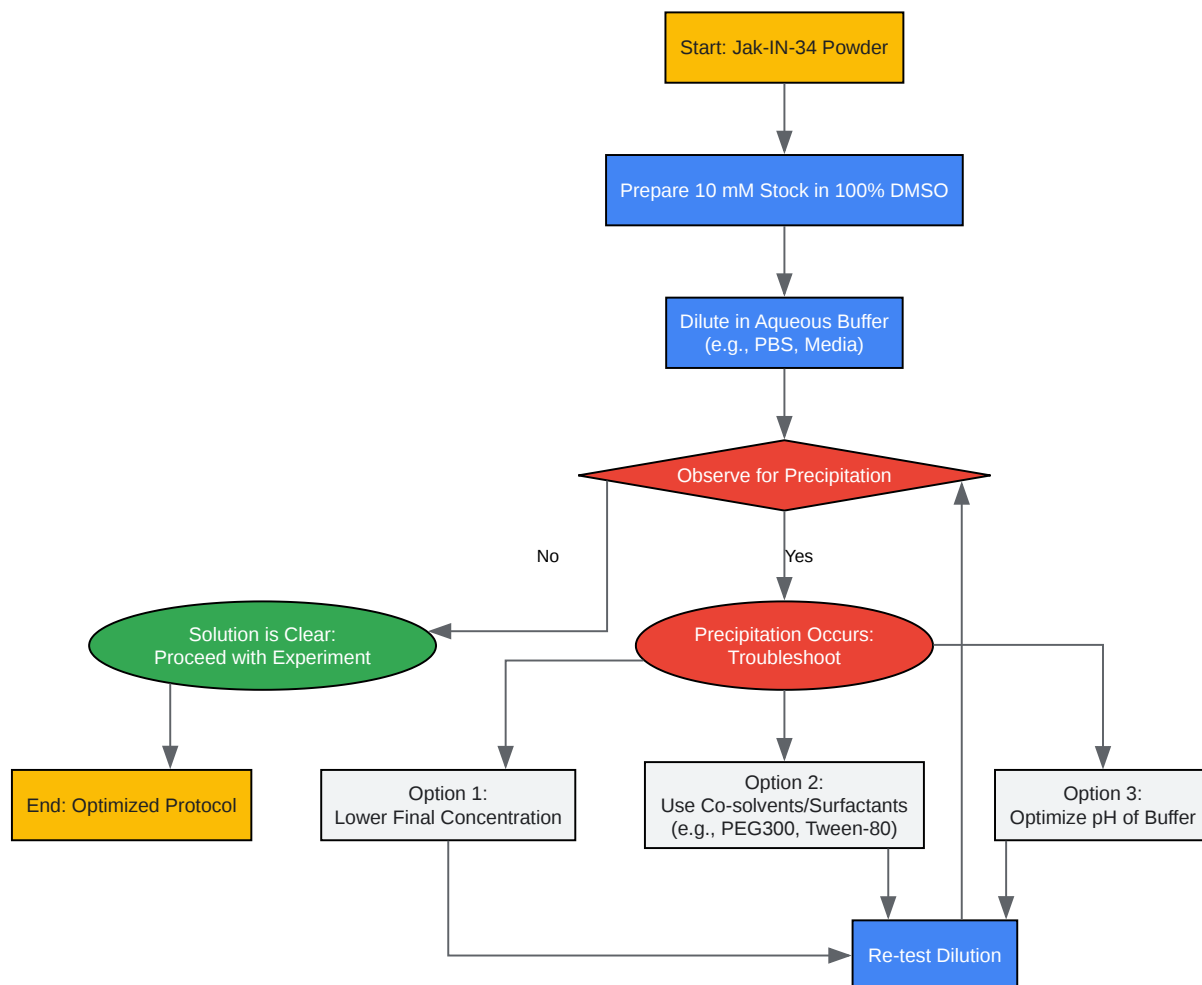 Start: Jak-IN-34 Powder
Prepare 10 mM Stock in 100% DMSO
Dilute in Aqueous Buffer
(e.g., PBS, Media)
Observe for Precipitation
No
Yes
Solution is Clear:
Proceed with Experiment
Precipitation Occurs:
Troubleshoot
End: Optimized Protocol
Option 1:
Lower Final Concentration
Option 2:
Use Co-solvents/Surfactants
(e.g., PEG300, Tween-80)
Option 3:
Optimize pH of Buffer
Re-test Dilution